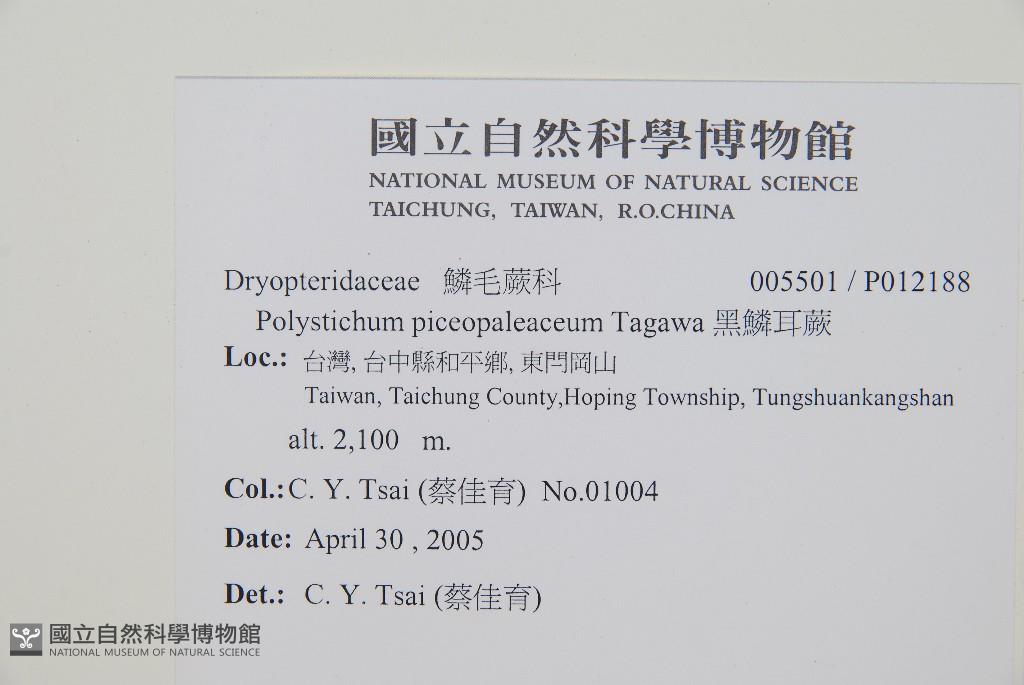 國立自然科學博物館
NATIONAL MUSEUM OF NATURAL SCIENCE
TAICHUNG, TAIWAN, R.O.CHINA
Dryopteridaceae 鱗毛蕨科 005501 / P012188
Polystichum piceopaleaceum Tagawa 黑鱗耳蕨
Loc.: 台灣, 台中縣和平鄉, 東閂岡山
Taiwan, Taichung County,Hoping Township, Tungshuankangshan
alt. 2,100 m.
Col.: C. Y. Tsai (蔡佳育) No.01004
Date: April 30 , 2005
Det.: C. Y. Tsai (蔡佳育)
國立自然科學博物館
NATIONAL MUSEUM OF NATURAL SCIENCE